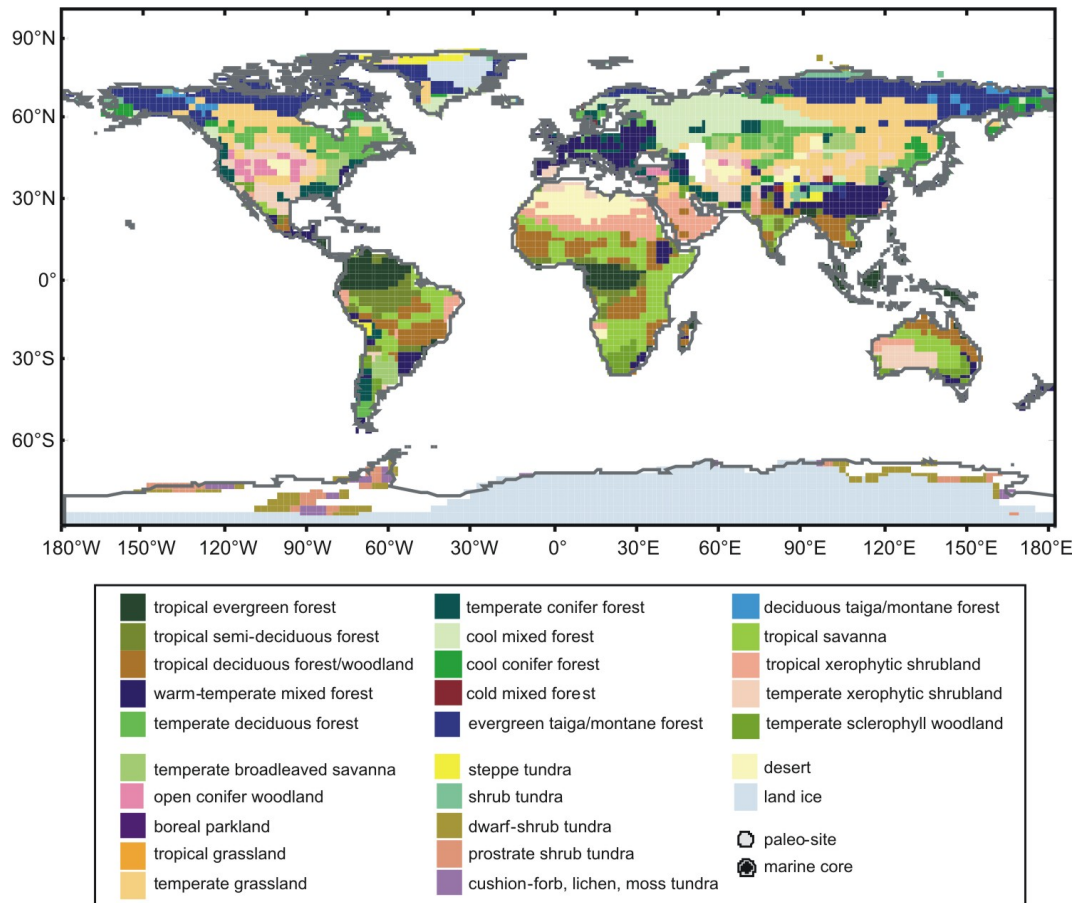 90°N
60°N
30°N
0°
30°S
60°S
180°W 150°W 120°W 90°W 60°W 30°W 0° 30°E 60°E 90°E 120°E 150°E 180°E
tropical evergreen forest
tropical semi-deciduous forest
tropical deciduous forest/woodland
warm-temperate mixed forest
temperate deciduous forest
temperate broadleaved savanna
open conifer woodland
boreal parkland
tropical grassland
temperate grassland
temperate conifer forest
cool mixed forest
cool conifer forest
cold mixed forest
evergreen taiga/montane forest
steppe tundra
shrub tundra
dwarf-shrub tundra
prostrate shrub tundra
cushion-forb, lichen, moss tundra
deciduous taiga/montane forest
tropical savanna
tropical xerophytic shrubland
temperate xerophytic shrubland
temperate sclerophyll woodland
desert
land ice
paleo-site
marine core